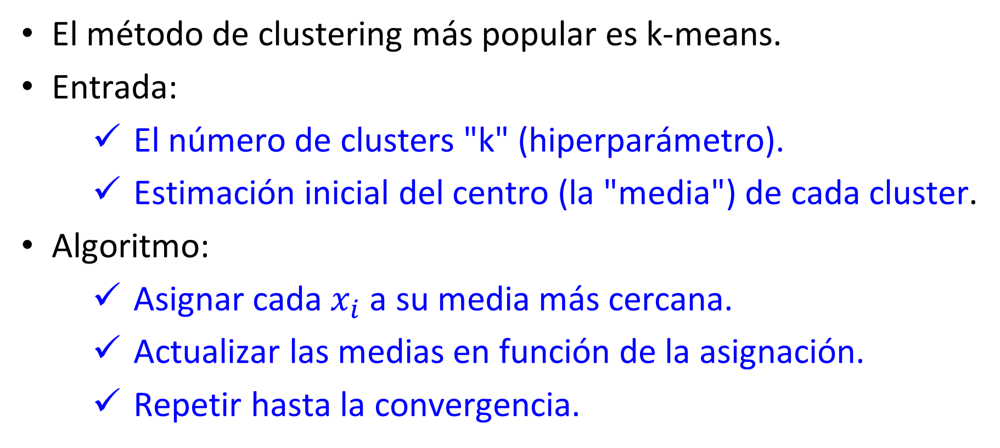 • El método de clustering más popular es k-means.
• Entrada:
✓ El número de clusters "k" (hiperparámetro).
✓ Estimación inicial del centro (la "media") de cada cluster.
• Algoritmo:
✓ Asignar cada 𝑥ᵢ a su media más cercana.
✓ Actualizar las medias en función de la asignación.
✓ Repetir hasta la convergencia.